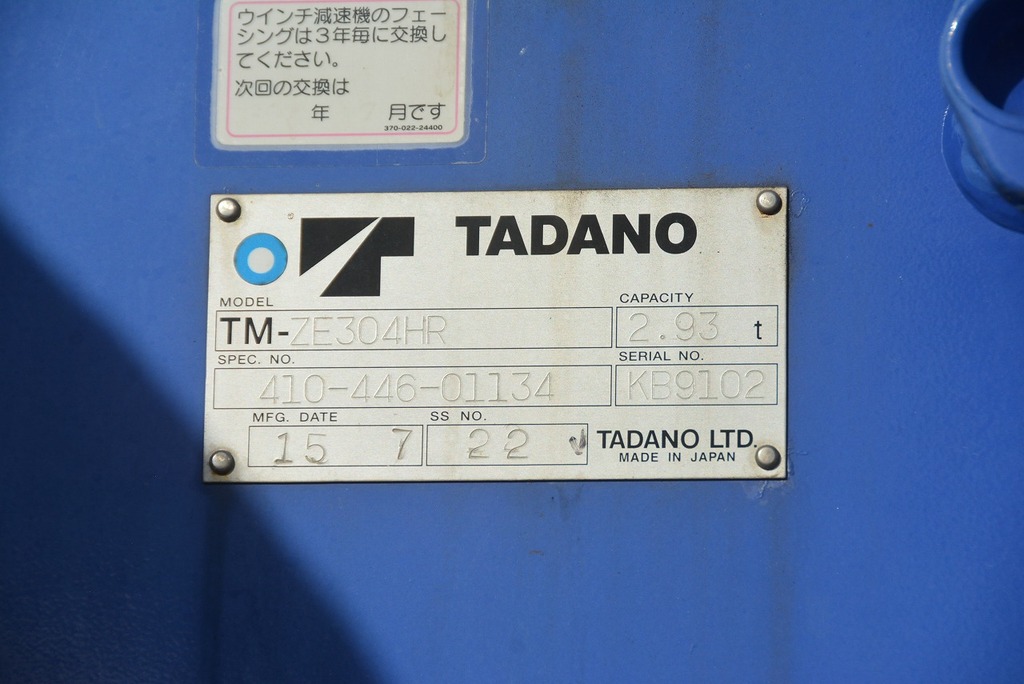 ウインチ減速機のフェー
シングは3年毎に交換し
てください。
次回の交換は
年 月です
370-022-24400
TADANO
MODEL
CAPACITY
TM-ZE304HR
2.93 t
SPEC. NO.
SERIAL NO.
410-446-01134
KB9102
MFG. DATE
SS NO.
15 7
22
TADANO LTD.
MADE IN JAPAN